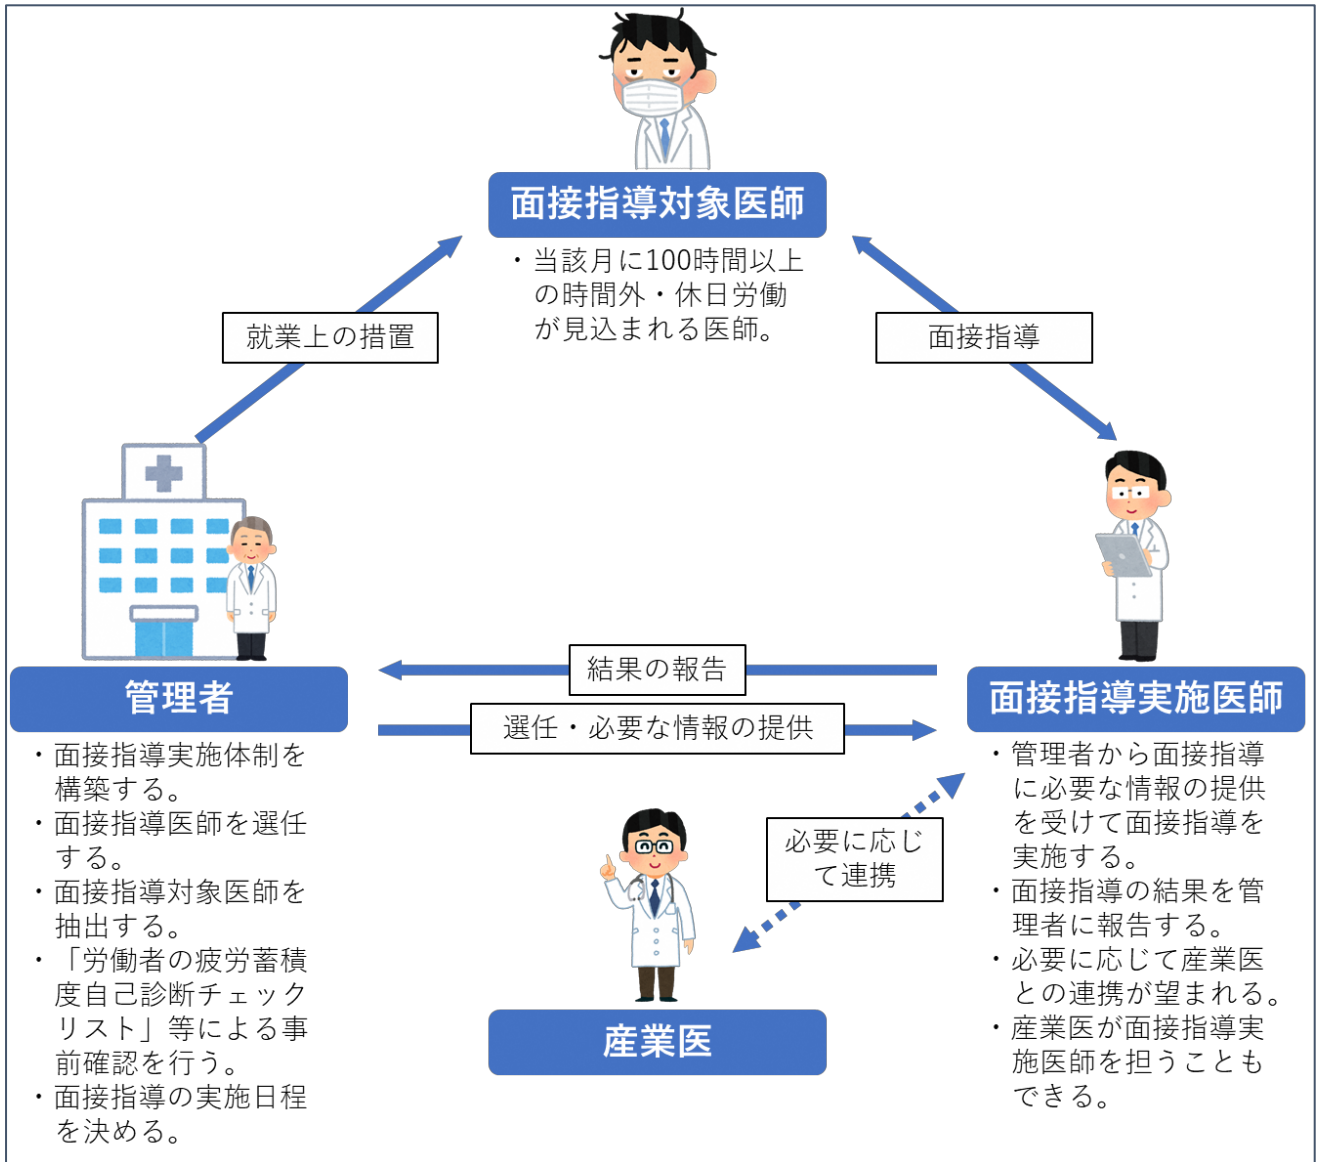 面接指導対象医師
・当該月に100時間以上
の時間外・休日労働
が見込まれる医師。
就業上の措置
面接指導
結果の報告
選任・必要な情報の提供
管理者
・面接指導実施体制を
構築する。
・面接指導医師を選任
する。
・面接指導対象医師を
抽出する。
・「労働者の疲労蓄積
度自己診断チェック
リスト」等による事
前確認を行う。
・面接指導の実施日程
を決める。
必要に応じ
て連携
産業医
面接指導実施医師
・管理者から面接指導
に必要な情報の提供
を受けて面接指導を
実施する。
・面接指導の結果を管
理者に報告する。
・必要に応じて産業医
との連携が望まれる。
・産業医が面接指導実
施医師を担うことも
できる。